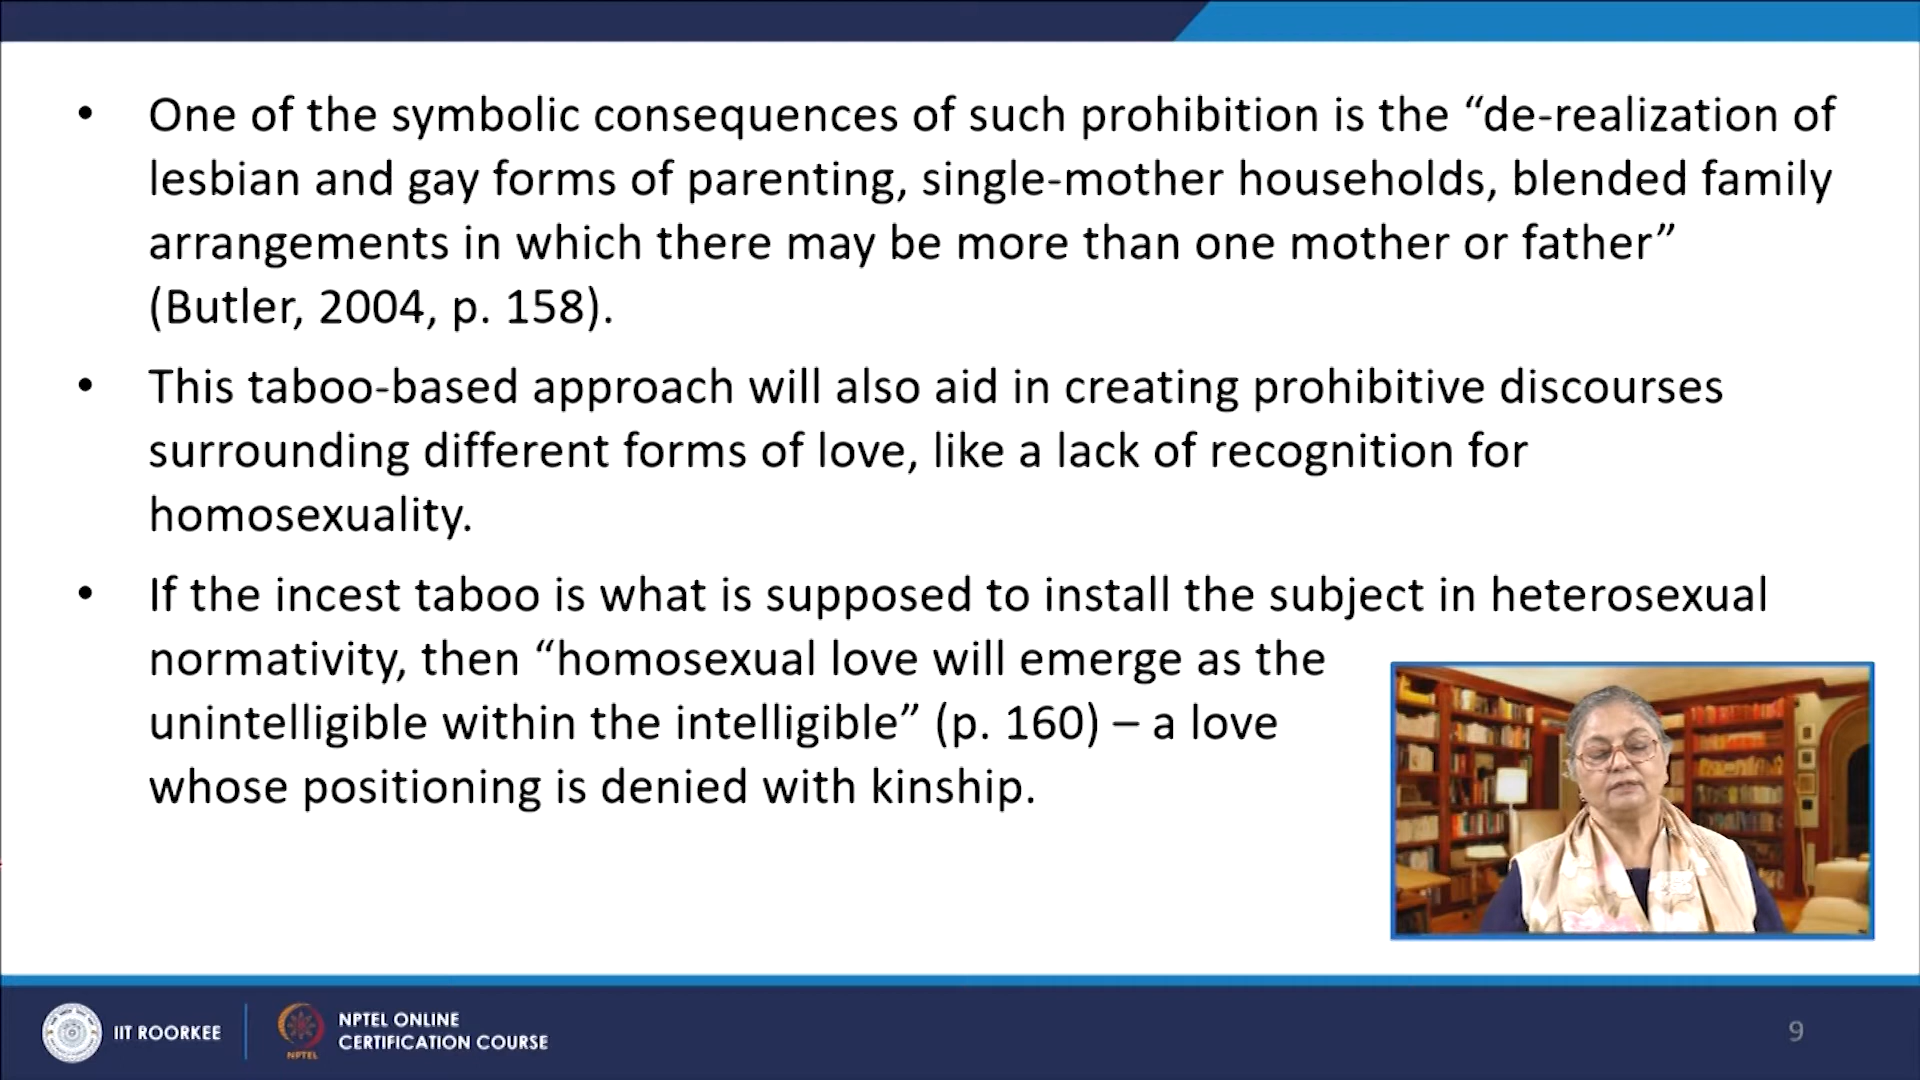 • One of the symbolic consequences of such prohibition is the “de-realization of
lesbian and gay forms of parenting, single-mother households, blended family
arrangements in which there may be more than one mother or father”
(Butler, 2004, p. 158).
• This taboo-based approach will also aid in creating prohibitive discourses
surrounding different forms of love, like a lack of recognition for
homosexuality.
• If the incest taboo is what is supposed to install the subject in heterosexual
normativity, then “homosexual love will emerge as the
unintelligible within the intelligible” (p. 160) – a love
whose positioning is denied with kinship.
IIT ROORKEE
NPTEL
NPTEL ONLINE
CERTIFICATION COURSE
9